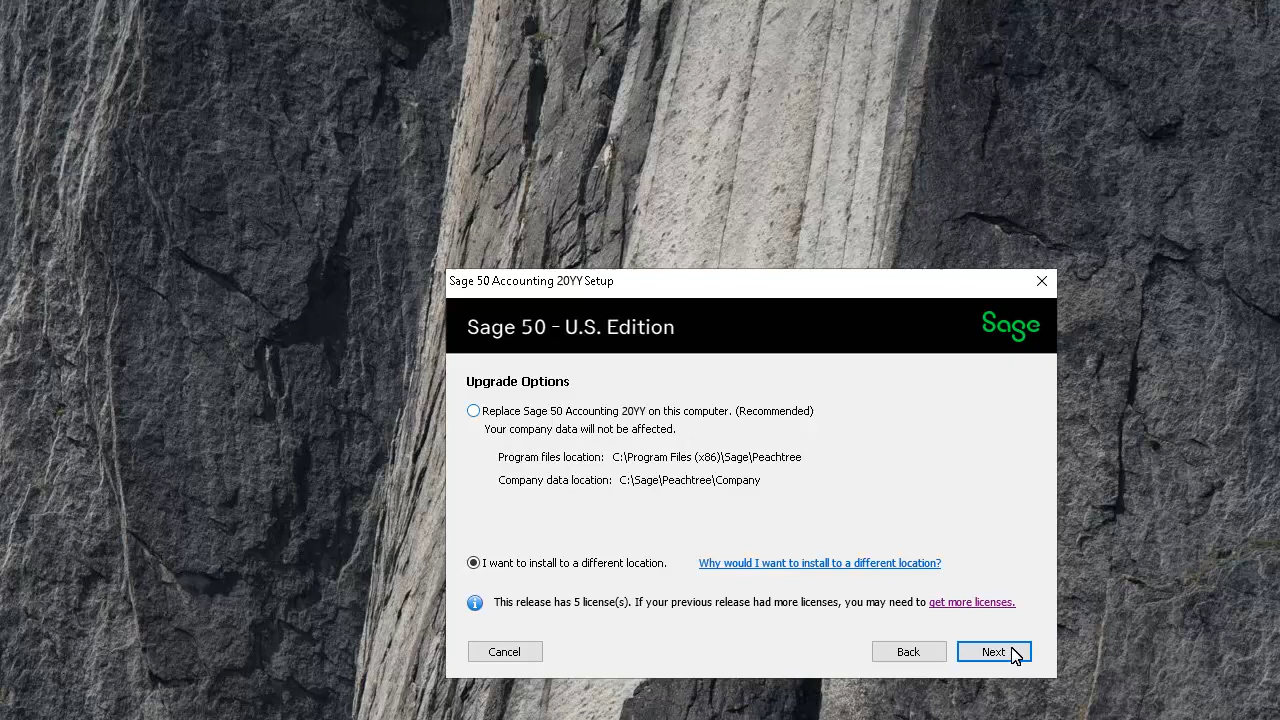 Sage 50 Accounting 20YY Setup
Sage 50 - U.S. Edition
Sage
Upgrade Options
Replace Sage 50 Accounting 20YY on this computer. (Recommended)
Your company data will not be affected.
Program files location: C:\Program Files (x86)\Sage\Peachtree
Company data location: C:\Sage\Peachtree\Company
I want to install to a different location. Why would I want to install to a different location?
This release has 5 license(s). If your previous release had more licenses, you may need to get more licenses.
Cancel Back Next